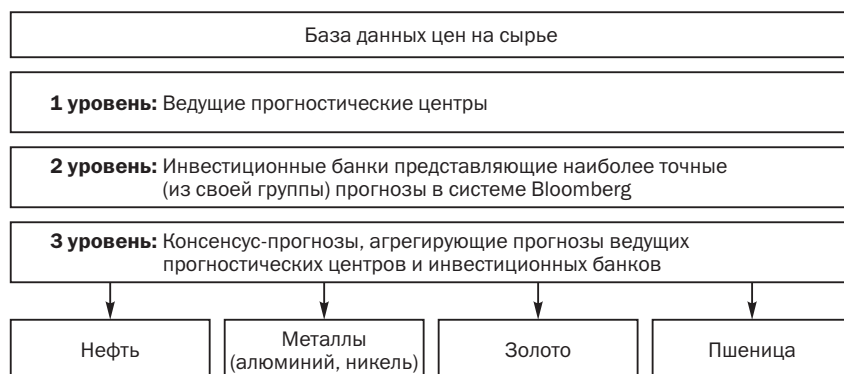 База данных цен на сырье
1 уровень: Ведущие прогностические центры
2 уровень: Инвестиционные банки представляющие наиболее точные
(из своей группы) прогнозы в системе Bloomberg
3 уровень: Консенсус-прогнозы, агрегирующие прогнозы ведущих
прогностических центров и инвестиционных банков
Нефть
Металлы
(алюминий, никель)
Золото
Пшеница